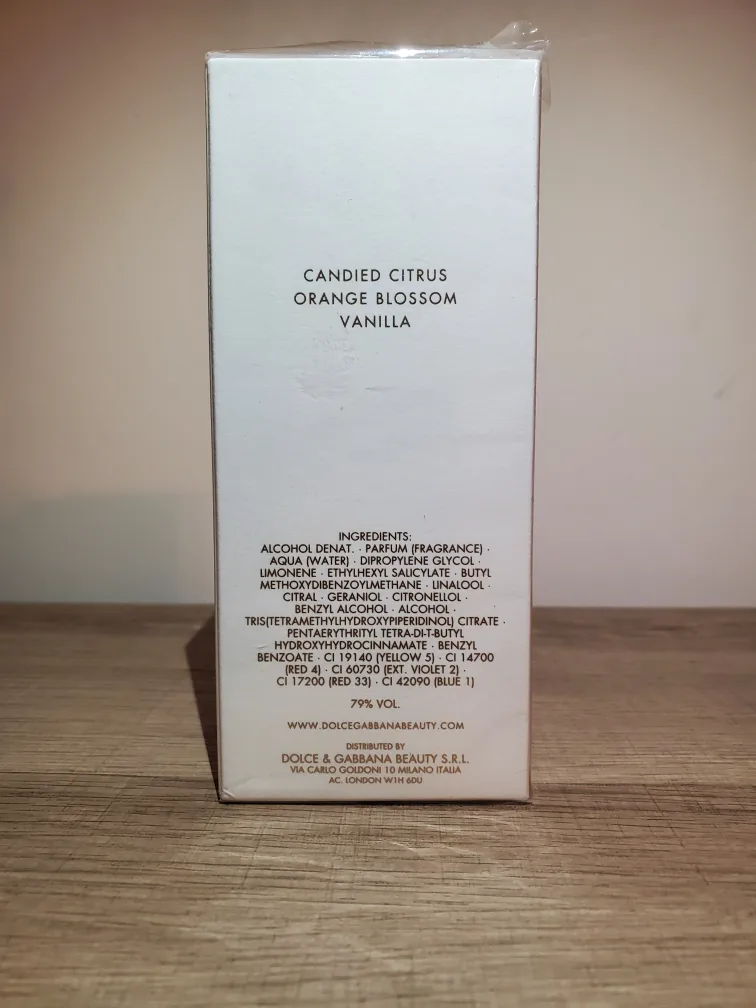 CANDIED CITRUS
ORANGE BLOSSOM
VANILLA
INGREDIENTS:
ALCOHOL DENAT. · PARFUM (FRAGRANCE) ·
AQUA (WATER) · DIPROPYLENE GLYCOL ·
LIMONENE · ETHYLHEXYL SALICYLATE · BUTYL
METHOXYDIBENZOYLMETHANE · LINALOOL ·
CITRAL · GERANIOL · CITRONELLOL ·
BENZYL ALCOHOL · ALCOHOL ·
TRIS(TETRAMETHYLHYDROXYPIPERIDINOL) CITRATE ·
PENTAERYTHRITYL TETRA-DI-T-BUTYL
HYDROXYHYDROCINNAMATE · BENZYL
BENZOATE · CI 19140 (YELLOW 5) · CI 14700
(RED 4) · CI 60730 (EXT. VIOLET 2) ·
CI 17200 (RED 33) · CI 42090 (BLUE 1)
79% VOL.
WWW.DOLCEGABBANABEAUTY.COM
DISTRIBUTED BY
DOLCE & GABBANA BEAUTY S.R.L.
VIA CARLO GOLDONI 10 MILANO ITALIA
AC. LONDON W1H 6DU